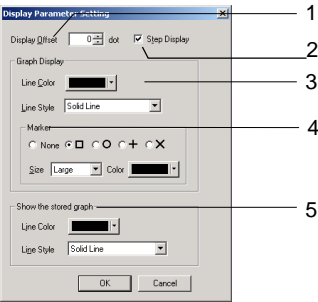 Display Parameter Setting
1
Display Offset 0 dot Step Display
2
Graph Display
Line Color
3
Line Style Solid Line
Marker
4
None
Size Large Color
Show the stored graph
5
Line Color
Line Style Solid Line
OK Cancel